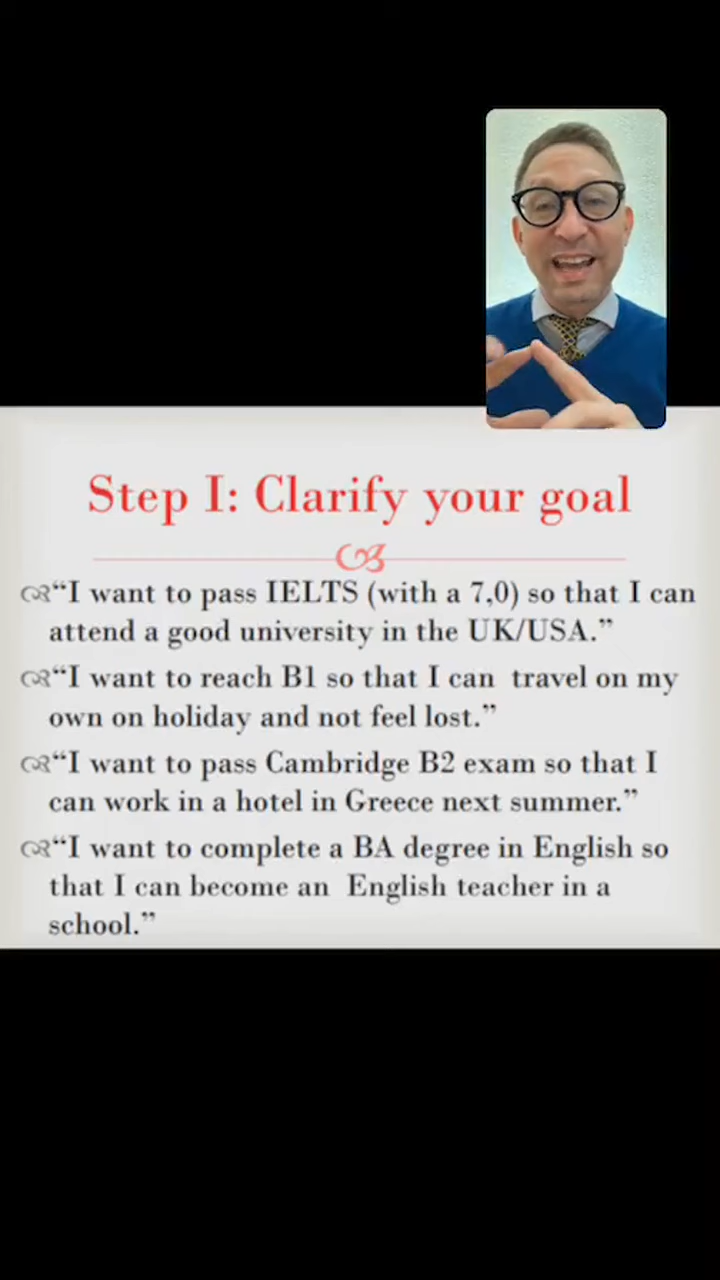 Step I: Clarify your goal
“I want to pass IELTS (with a 7,0) so that I can
attend a good university in the UK/USA.”
“I want to reach B1 so that I can travel on my
own on holiday and not feel lost.”
“I want to pass Cambridge B2 exam so that I
can work in a hotel in Greece next summer.”
“I want to complete a BA degree in English so
that I can become an English teacher in a
school.”